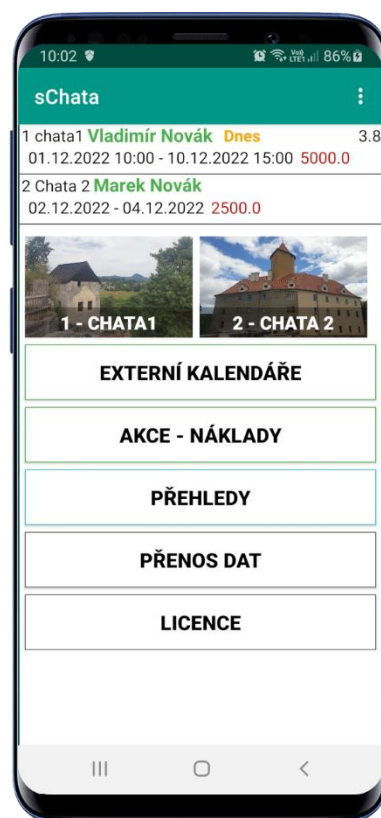 10:02 Vo)) LTE1 86%
sChata
1 chata1 Vladimír Novák Dnes 3.8
01.12.2022 10:00 - 10.12.2022 15:00 5000.0
2 Chata 2 Marek Novák
02.12.2022 - 04.12.2022 2500.0
1 - CHATA1 2 - CHATA 2
EXTERNÍ KALENDÁŘE
AKCE - NÁKLADY
PŘEHLEDY
PŘENOS DAT
LICENCE